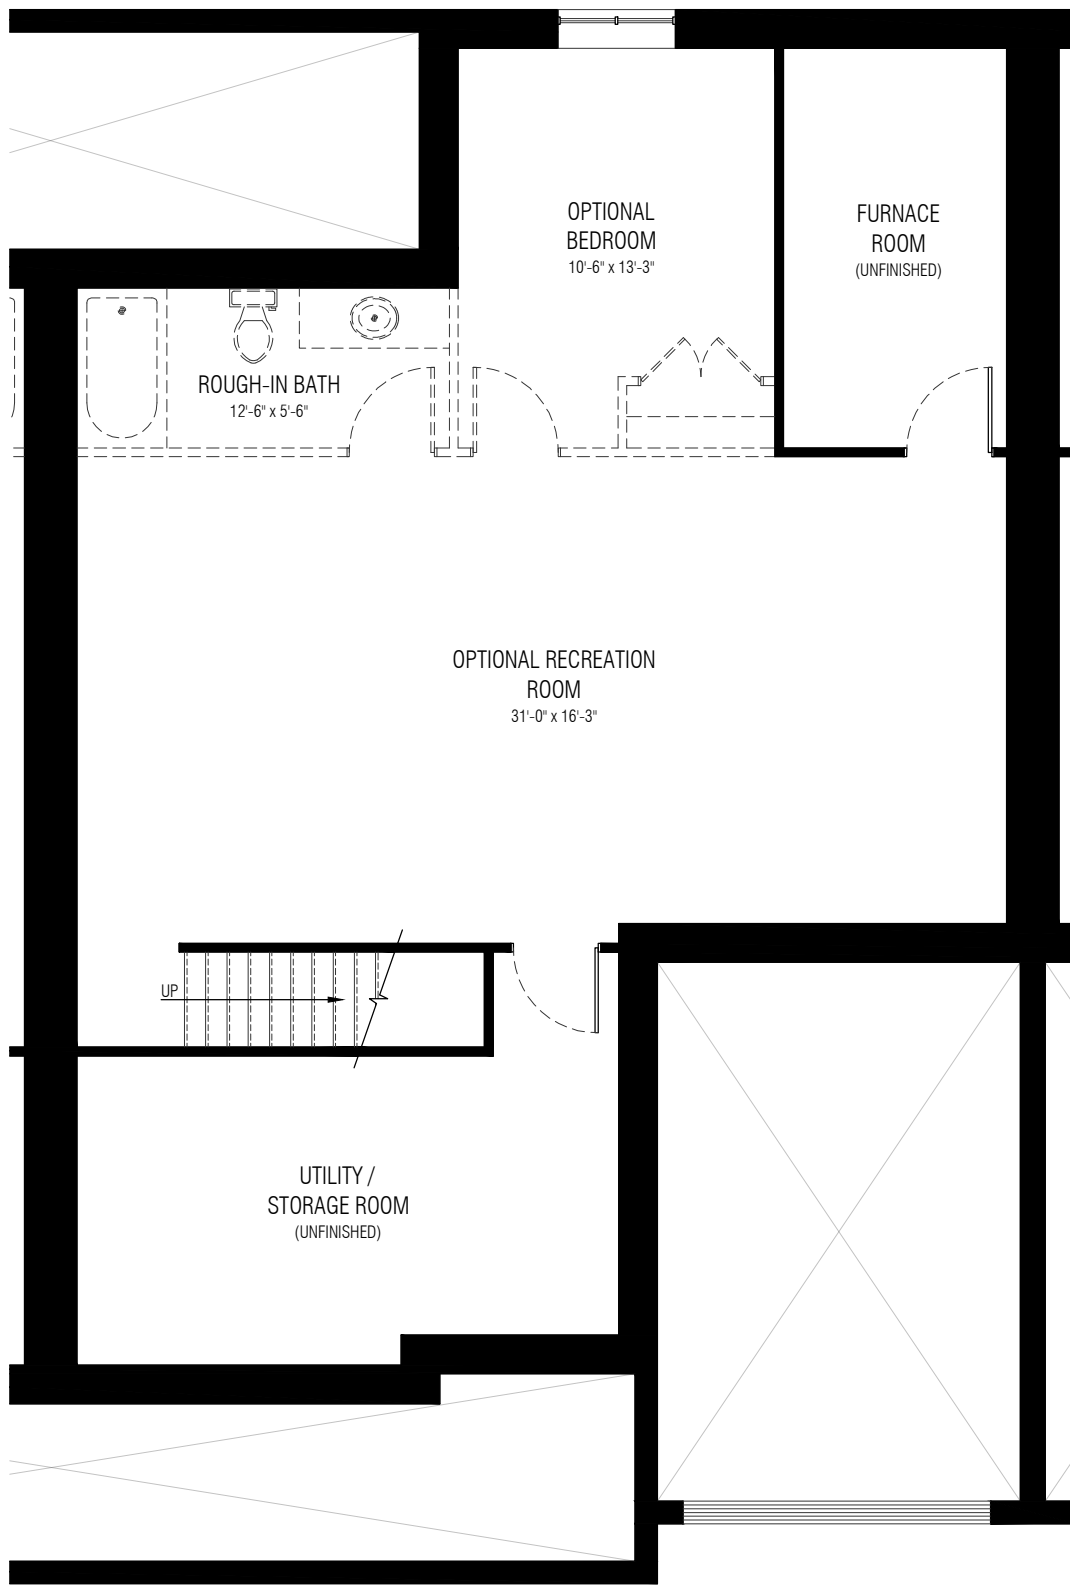 OPTIONAL
BEDROOM
10'-6" x 13'-3"
FURNACE
ROOM
(UNFINISHED)
ROUGH-IN BATH
12'-6" x 5'-6"
OPTIONAL RECREATION
ROOM
31'-0" x 16'-3"
UP
UTILITY /
STORAGE ROOM
(UNFINISHED)